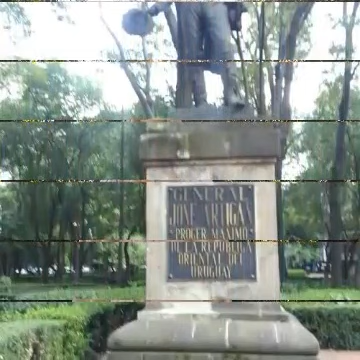 GENERAL
JOSE ARTIGAS
PROCER MAXIMO
DE LA REPUBLICA
ORIENTAL DEL
URUGUAY